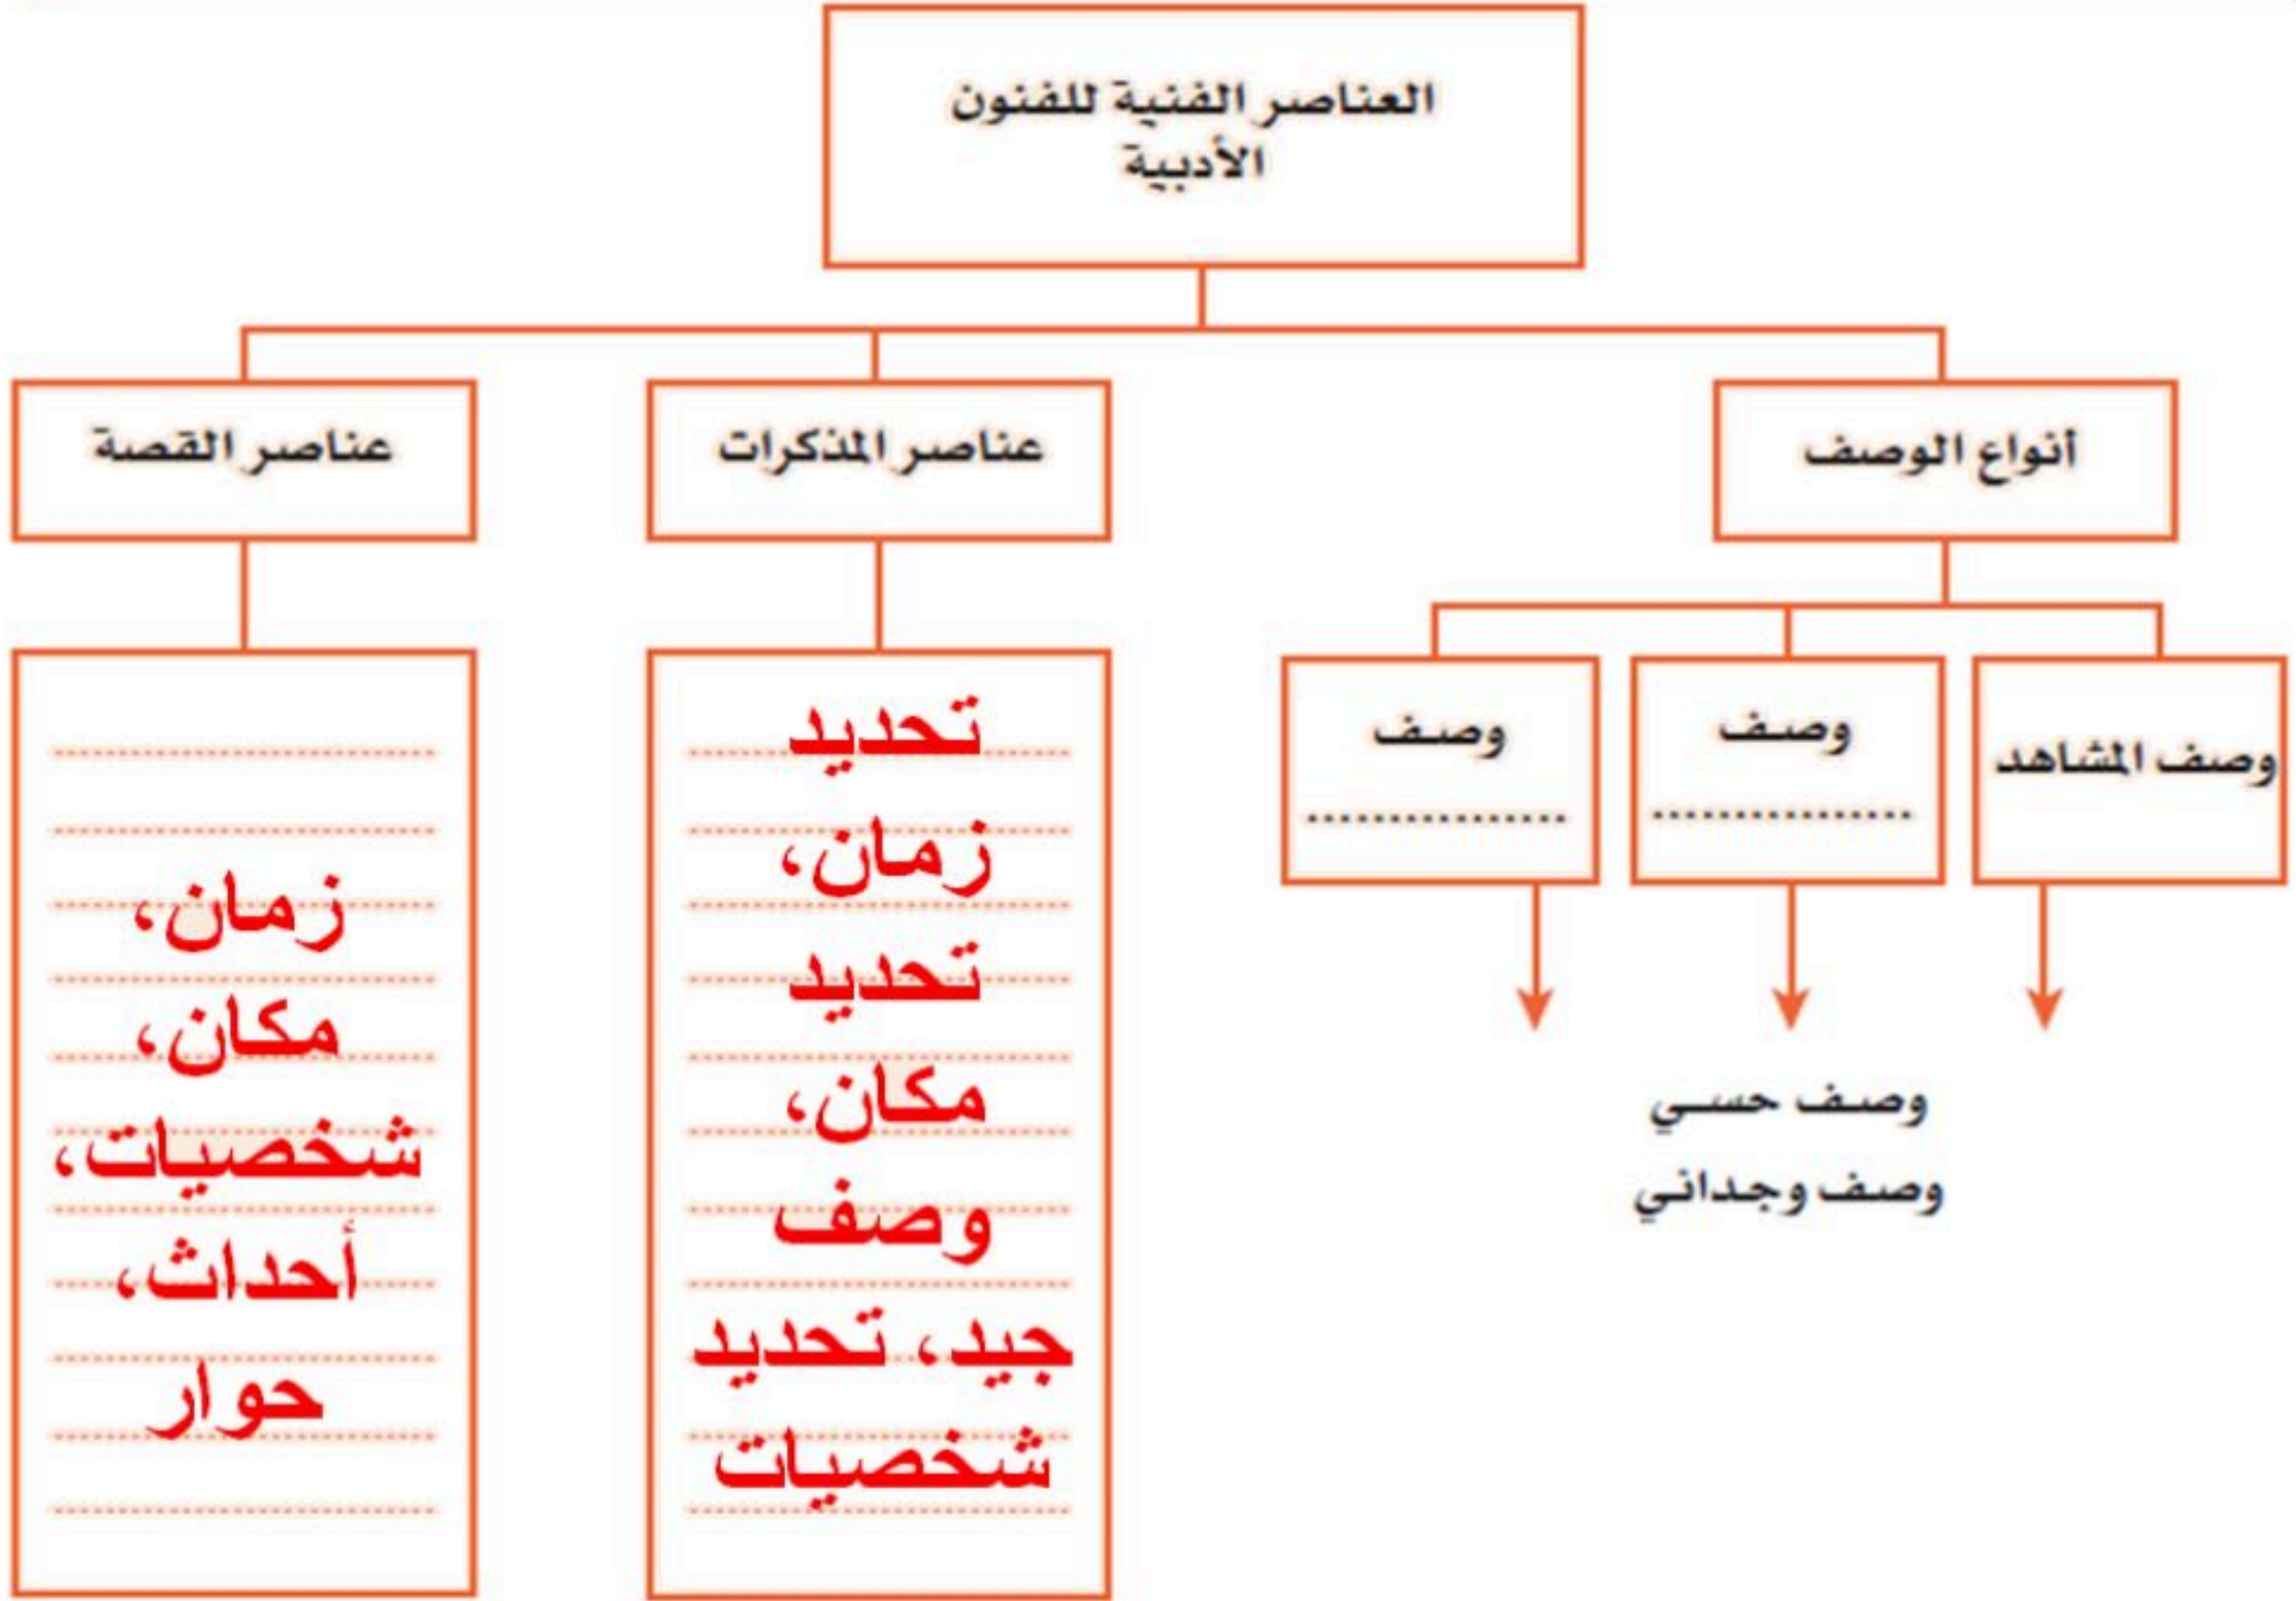 العناصر الفنية للفنون
الأدبية
أنواع الوصف
عناصر المذكرات
عناصر القصة
وصف المشاهد
وصف
................
وصف
................
وصف حسي
وصف وجداني
تحديد
زمان،
تحديد
مكان،
وصف
جيد، تحديد
شخصيات
زمان،
مكان،
شخصيات،
أحداث،
حوار